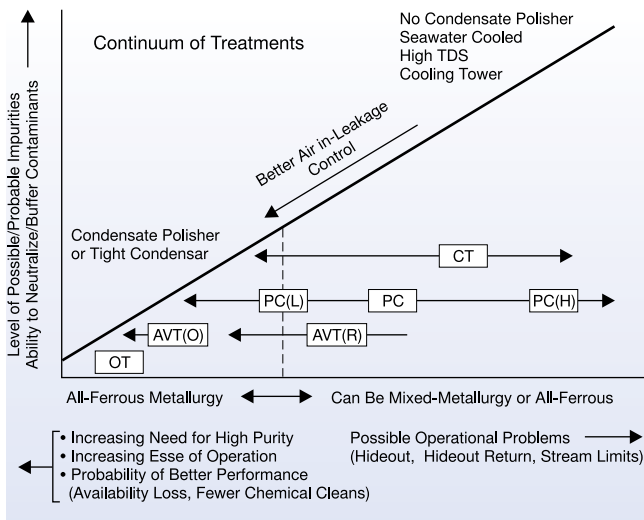 Level of Possible/Probable Impurities
Ability to Neutralize/Buffer Contaminants
Continuum of Treatments
No Condensate Polisher
Seawater Cooled
High TDS
Cooling Tower
Better Air in-Leakage
Control
Condensate Polisher
or Tight Condensar
CT
PC(L)
PC
PC(H)
AVT(O)
AVT(R)
OT
All-Ferrous Metallurgy
Can Be Mixed-Metallurgy or All-Ferrous
• Increasing Need for High Purity
• Increasing Esse of Operation
• Probability of Better Performance
(Availability Loss, Fewer Chemical Cleans)
Possible Operational Problems
(Hideout, Hideout Return, Stream Limits)